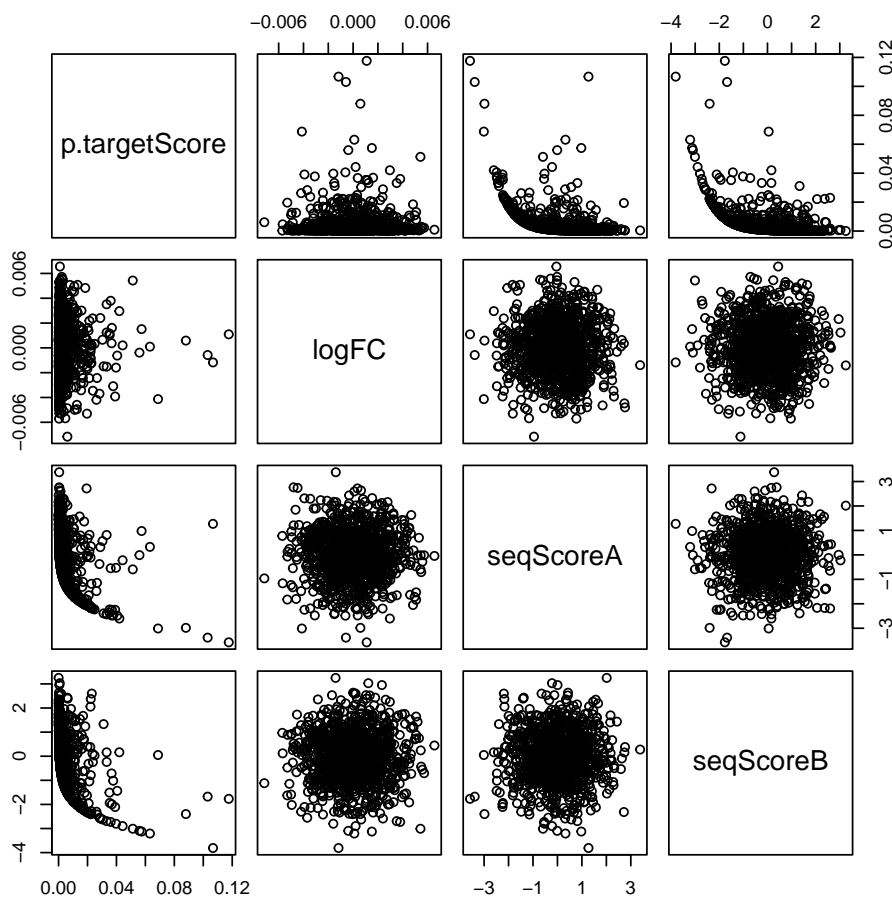 −0.006 0.000 0.006 −4 −2 0 2
p.targetScore 0.00 0.04 0.08 0.12
−0.006 0.000 0.006 logFC
seqScoreA −3 −1 1 3
−4 −2 0 2 seqScoreB
0.00 0.04 0.08 0.12 −3 −1 1 3